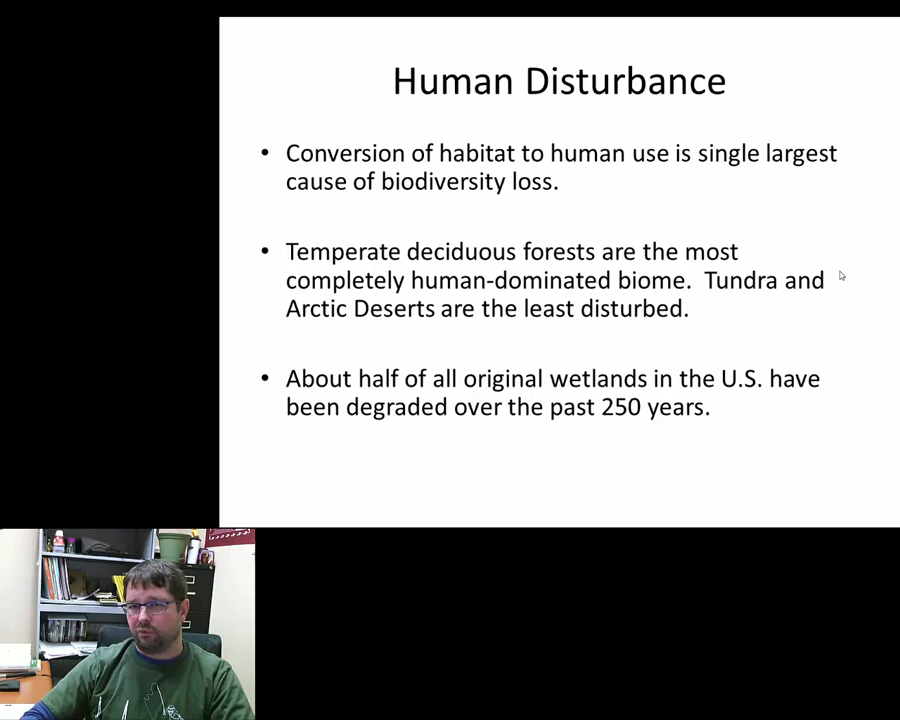 Human Disturbance
• Conversion of habitat to human use is single largest
cause of biodiversity loss.
• Temperate deciduous forests are the most
completely human-dominated biome.  Tundra and
Arctic Deserts are the least disturbed.
• About half of all original wetlands in the U.S. have
been degraded over the past 250 years.